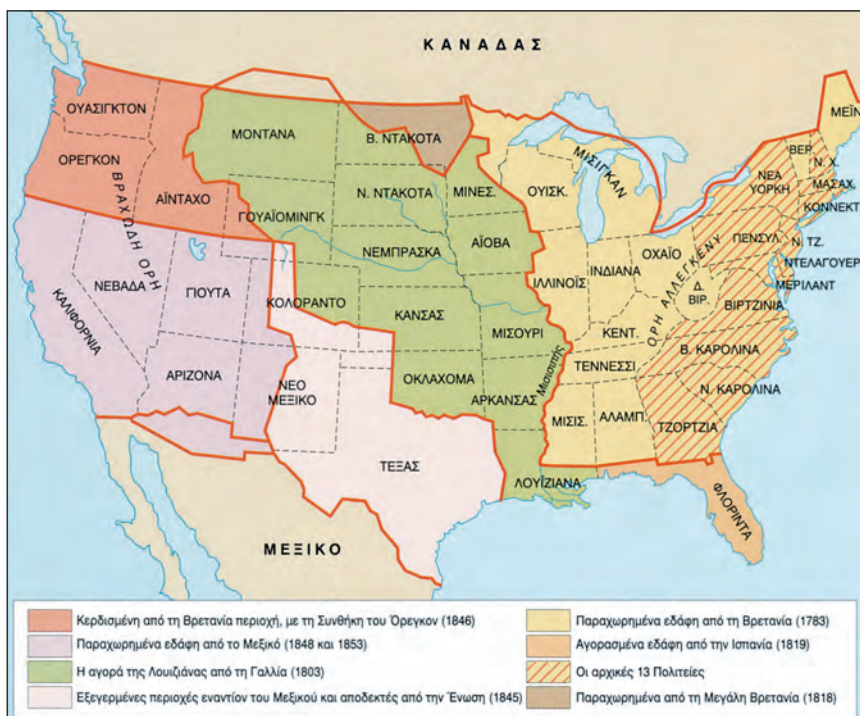 ΚΑΝΑΔΑΣ
ΟΥΑΣΙΓΚΤΟΝ
ΟΡΕΓΚΟΝ
ΑΪΝΤΑΧΟ
ΒΡΑΧΩΔΗ ΟΡΗ
ΜΟΝΤΑΝΑ
ΓΟΥΑΪΟΜΙΝΓΚ
Β. ΝΤΑΚΟΤΑ
Ν. ΝΤΑΚΟΤΑ
ΝΕΜΠΡΑΣΚΑ
ΜΙΝΕΣ.
ΑΪΟΒΑ
ΟΥΙΣΚ.
ΜΙΣΙΓΚΑΝ
ΙΛΛΙΝΟΪΣ
ΙΝΔΙΑΝΑ
ΟΧΑΪΟ
ΜΕΪΝ
ΒΕΡ.
Ν. Χ.
ΝΕΑ
ΥΟΡΚΗ
ΜΑΣΑΧ.
ΚΟΝΝΕΚΤ.
ΠΕΝΣΥΛ.
Ν. ΤΖ.
ΝΤΕΛΑΓΟΥΕΡ
ΜΕΡΙΛΑΝΤ
Δ.
ΒΙΡ.
ΒΙΡΤΖΙΝΙΑ
ΟΡΗ ΑΛΛΕΓΚΕΝΥ
ΚΑΛΙΦΟΡΝΙΑ
ΝΕΒΑΔΑ
ΓΙΟΥΤΑ
ΚΟΛΟΡΑΝΤΟ
ΚΑΝΣΑΣ
ΜΙΣΟΥΡΙ
ΚΕΝΤ.
ΤΕΝΝΕΣΣΙ
Β. ΚΑΡΟΛΙΝΑ
Ν. ΚΑΡΟΛΙΝΑ
ΑΡΙΖΟΝΑ
ΝΕΟ
ΜΕΞΙΚΟ
ΟΚΛΑΧΟΜΑ
ΑΡΚΑΝΣΑΣ
Μισισιπής
ΜΙΣΙΣ.
ΑΛΑΜΠ.
ΤΖΟΡΤΖΙΑ
ΤΕΞΑΣ
ΛΟΥΪΖΙΑΝΑ
ΦΛΟΡΙΝΤΑ
ΜΕΞΙΚΟ
Κερδισμένη από τη Βρετανία περιοχή, με τη Συνθήκη του Όρεγκον (1846)
Παραχωρημένα εδάφη από το Μεξικό (1848 και 1853)
Η αγορά της Λουιζιάνας από τη Γαλλία (1803)
Εξεγερμένες περιοχές εναντίον του Μεξικού και αποδεκτές από την Ένωση (1845)
Παραχωρημένα εδάφη από τη Βρετανία (1783)
Αγορασμένα εδάφη από την Ισπανία (1819)
Οι αρχικές 13 Πολιτείες
Παραχωρημένα από τη Μεγάλη Βρετανία (1818)